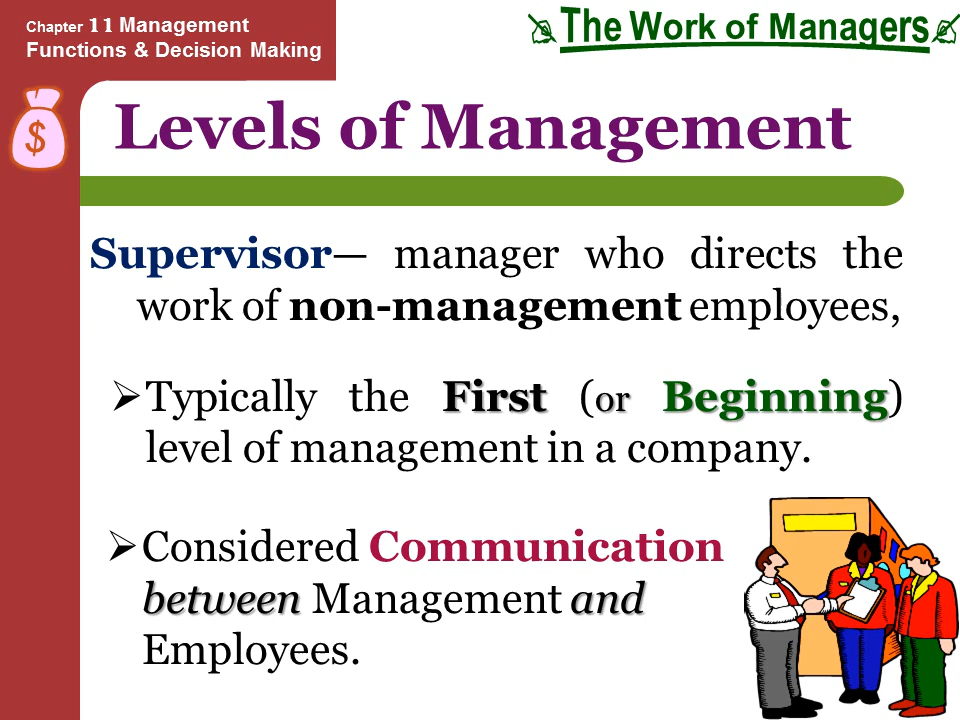 Chapter 11 Management
Functions & Decision Making
The Work of Managers
$
Levels of Management
Supervisor— manager who directs the
work of non-management employees,
Typically the First (or Beginning)
level of management in a company.
Considered Communication
between Management and
Employees.